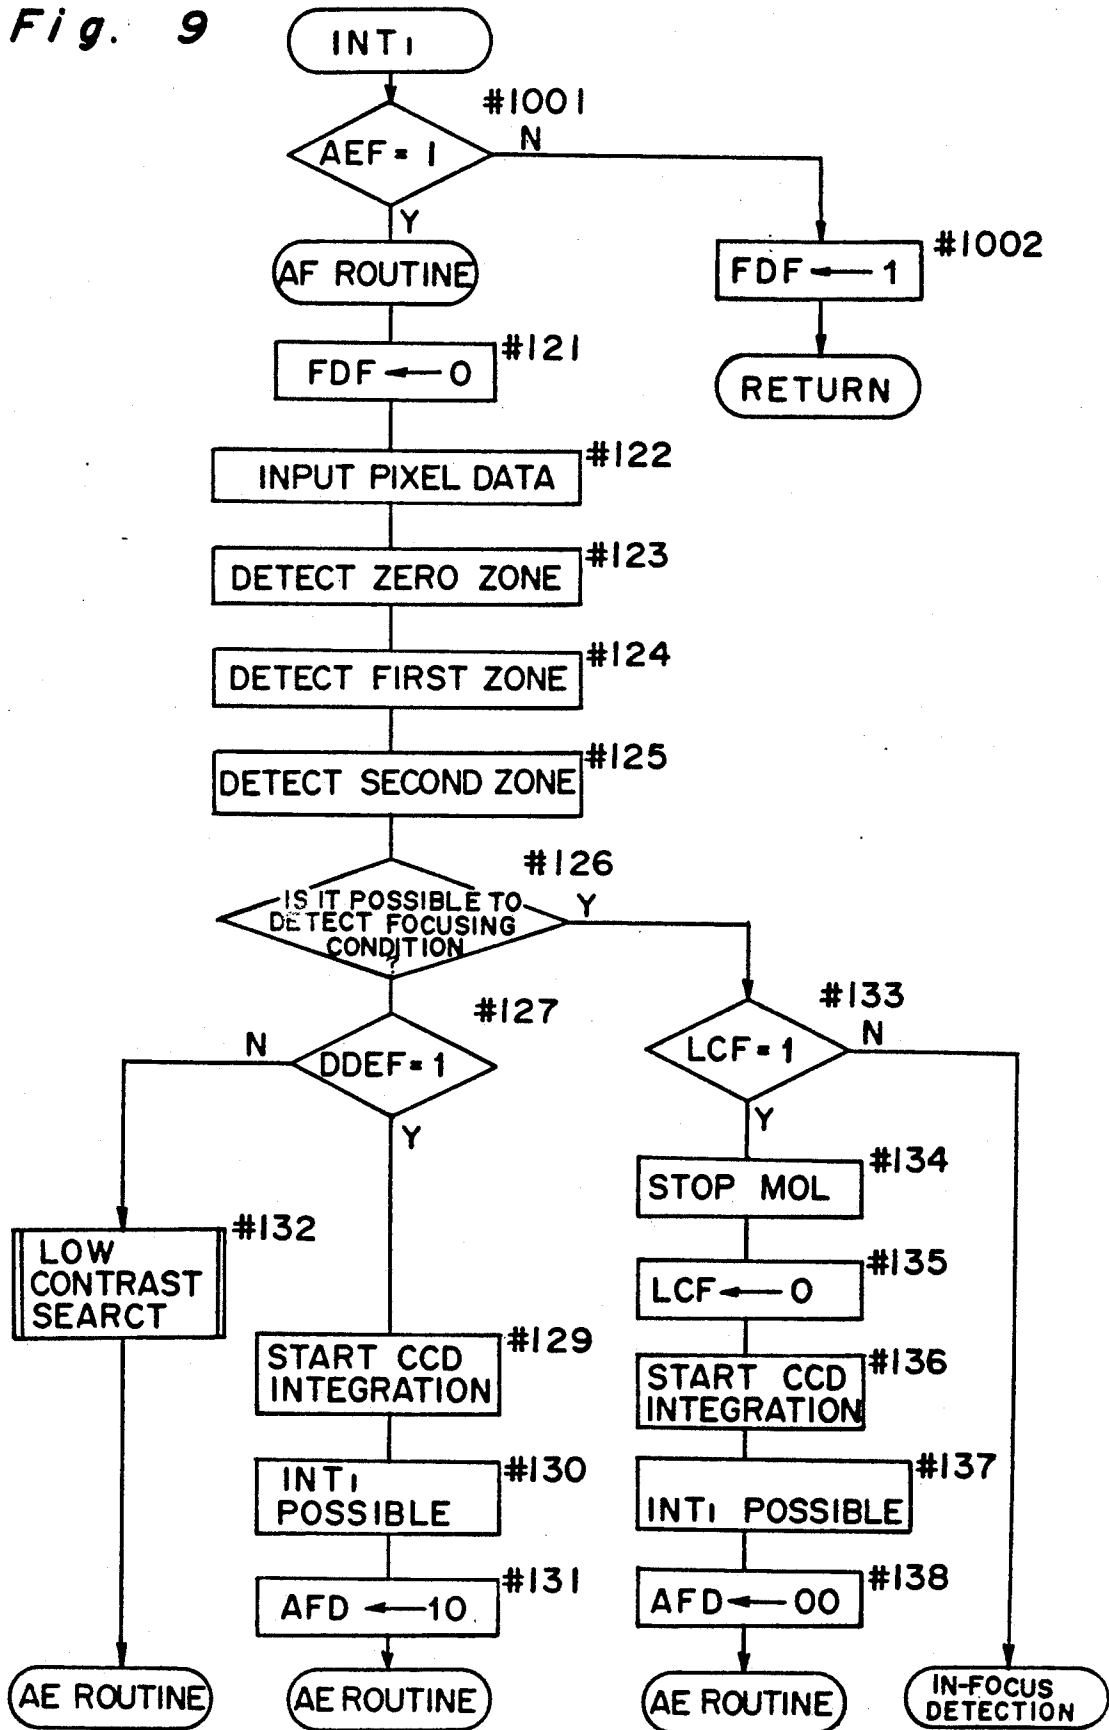 Fig. 9
INT1
#1001
AEF = 1
N
Y
AF ROUTINE
#1002
FDF ← 1
RETURN
#121
FDF ← 0
#122
INPUT PIXEL DATA
#123
DETECT ZERO ZONE
#124
DETECT FIRST ZONE
#125
DETECT SECOND ZONE
#126
IS IT POSSIBLE TO
DETECT FOCUSING
CONDITION
?
Y
#127
DDEF = 1
N
Y
#133
LCF = 1
N
Y
#132
LOW
CONTRAST
SEARCT
#129
START CCD
INTEGRATION
#130
INT1
POSSIBLE
#131
AFD ← 10
#134
STOP MOL
#135
LCF ← 0
#136
START CCD
INTEGRATION
#137
INT1 POSSIBLE
#138
AFD ← 00
AE ROUTINE
AE ROUTINE
AE ROUTINE
IN-FOCUS
DETECTION